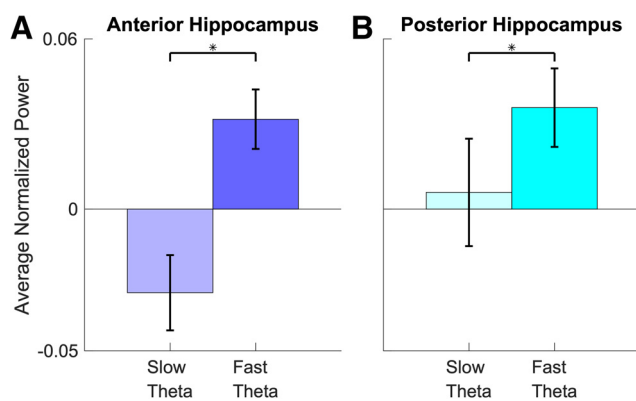 A Anterior Hippocampus
B Posterior Hippocampus
Average Normalized Power
0.06
0
-0.05
*
*
Slow Theta
Fast Theta
Slow Theta
Fast Theta